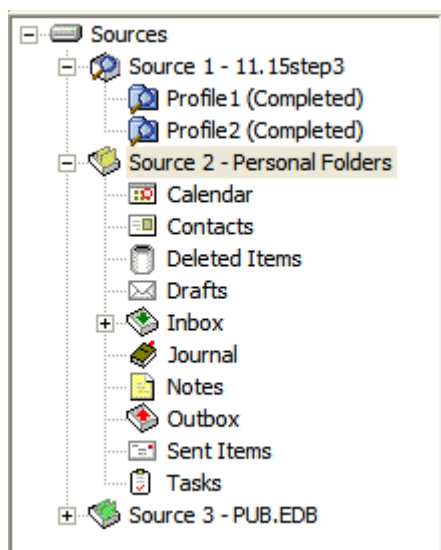 Sources
Source 1 - 11.15step3
Profile1 (Completed)
Profile2 (Completed)
Source 2 - Personal Folders
Calendar
Contacts
Deleted Items
Drafts
Inbox
Journal
Notes
Outbox
Sent Items
Tasks
Source 3 - PUB.EDB